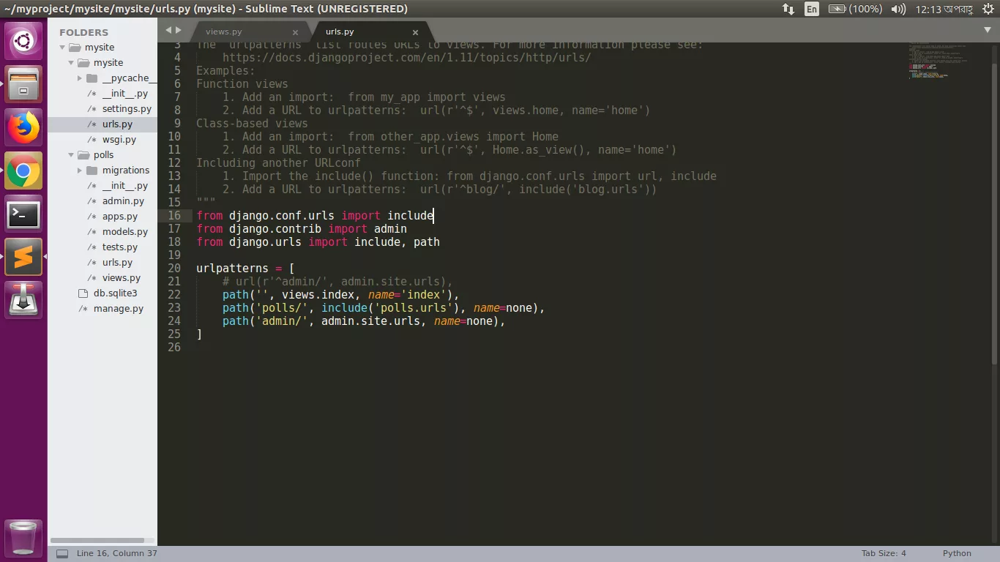 ~/myproject/mysite/mysite/urls.py (mysite) - Sublime Text (UNREGISTERED)
En
(100%)
12:13 অপরাহ্ণ
FOLDERS
mysite
mysite
__pycache__
/* __init__.py
/* settings.py
/* urls.py
/* wsgi.py
polls
migrations
/* __init__.py
/* admin.py
/* apps.py
/* models.py
/* tests.py
/* urls.py
/* views.py
db.sqlite3
/* manage.py
views.py ×
urls.py ×
3 The `urlpatterns` list routes URLs to views. For more information please see:
4     https://docs.djangoproject.com/en/1.11/topics/http/urls/
5 Examples:
6 Function views
7     1. Add an import:  from my_app import views
8     2. Add a URL to urlpatterns:  url(r'^$', views.home, name='home')
9 Class-based views
10     1. Add an import:  from other_app.views import Home
11     2. Add a URL to urlpatterns:  url(r'^$', Home.as_view(), name='home')
12 Including another URLconf
13     1. Import the include() function: from django.conf.urls import url, include
14     2. Add a URL to urlpatterns:  url(r'^blog/', include('blog.urls'))
15 """
16 from django.conf.urls import include
17 from django.contrib import admin
18 from django.urls import include, path
19
20 urlpatterns = [
21     # url(r'^admin/', admin.site.urls),
22     path('', views.index, name='index'),
23     path('polls/', include('polls.urls'), name=none),
24     path('admin/', admin.site.urls, name=none),
25 ]
26
Line 16, Column 37
Tab Size: 4
Python